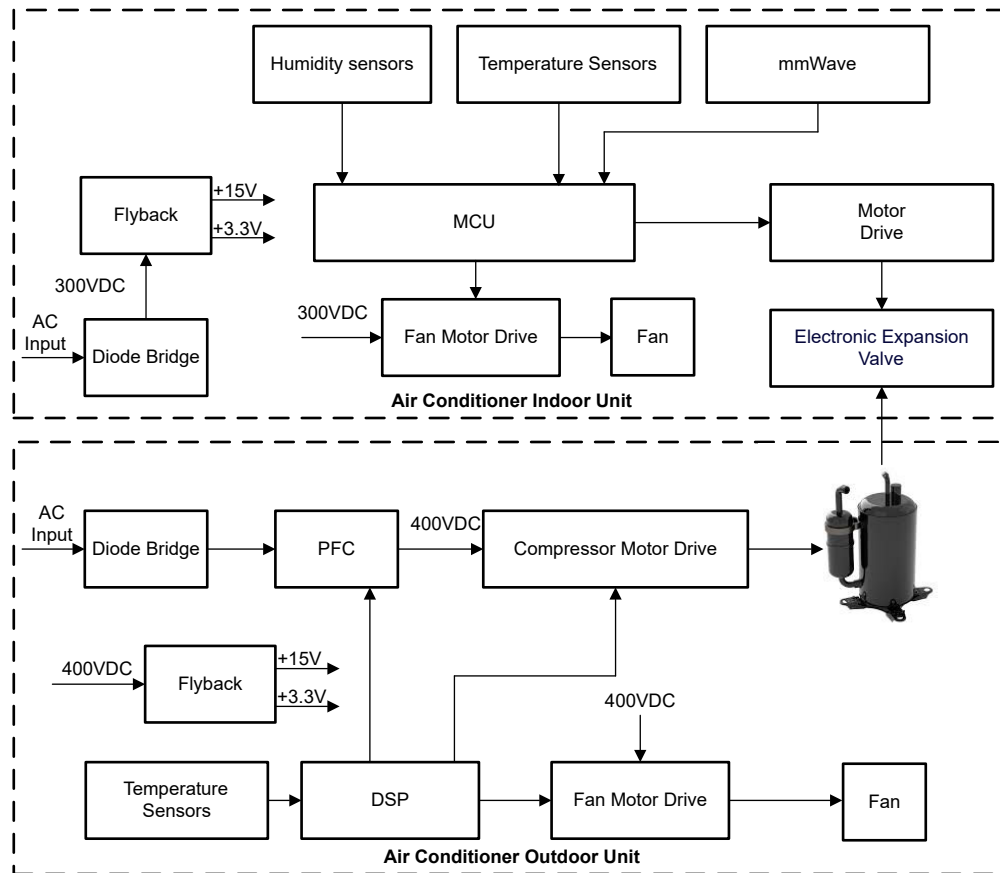 Humidity sensors
Temperature Sensors
mmWave
Flyback
+15V
+3.3V
MCU
Motor
Drive
300VDC
AC
Input
Diode Bridge
300VDC
Fan Motor Drive
Fan
Electronic Expansion
Valve
Air Conditioner Indoor Unit
AC
Input
Diode Bridge
PFC
400VDC
Compressor Motor Drive
400VDC
Flyback
+15V
+3.3V
400VDC
Temperature
Sensors
DSP
Fan Motor Drive
Fan
Air Conditioner Outdoor Unit